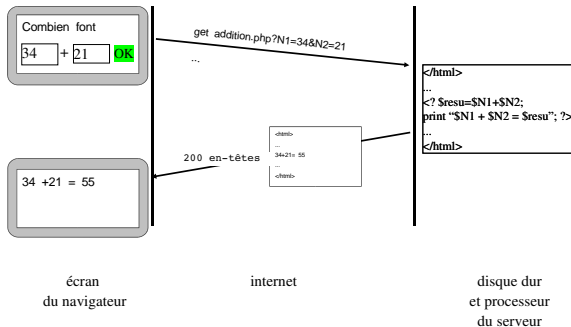 Combien font
34 + 21 OK
get addition.php?N1=34&N2=21
...
</html>
...
<? $resu=$N1+$N2;
print “$N1 + $N2 = $resu”; ?>
...
</html>
200 en-têtes
<html>
...
34+21= 55
...
</html>
34 +21 = 55
écran
du navigateur
internet
disque dur
et processeur
du serveur